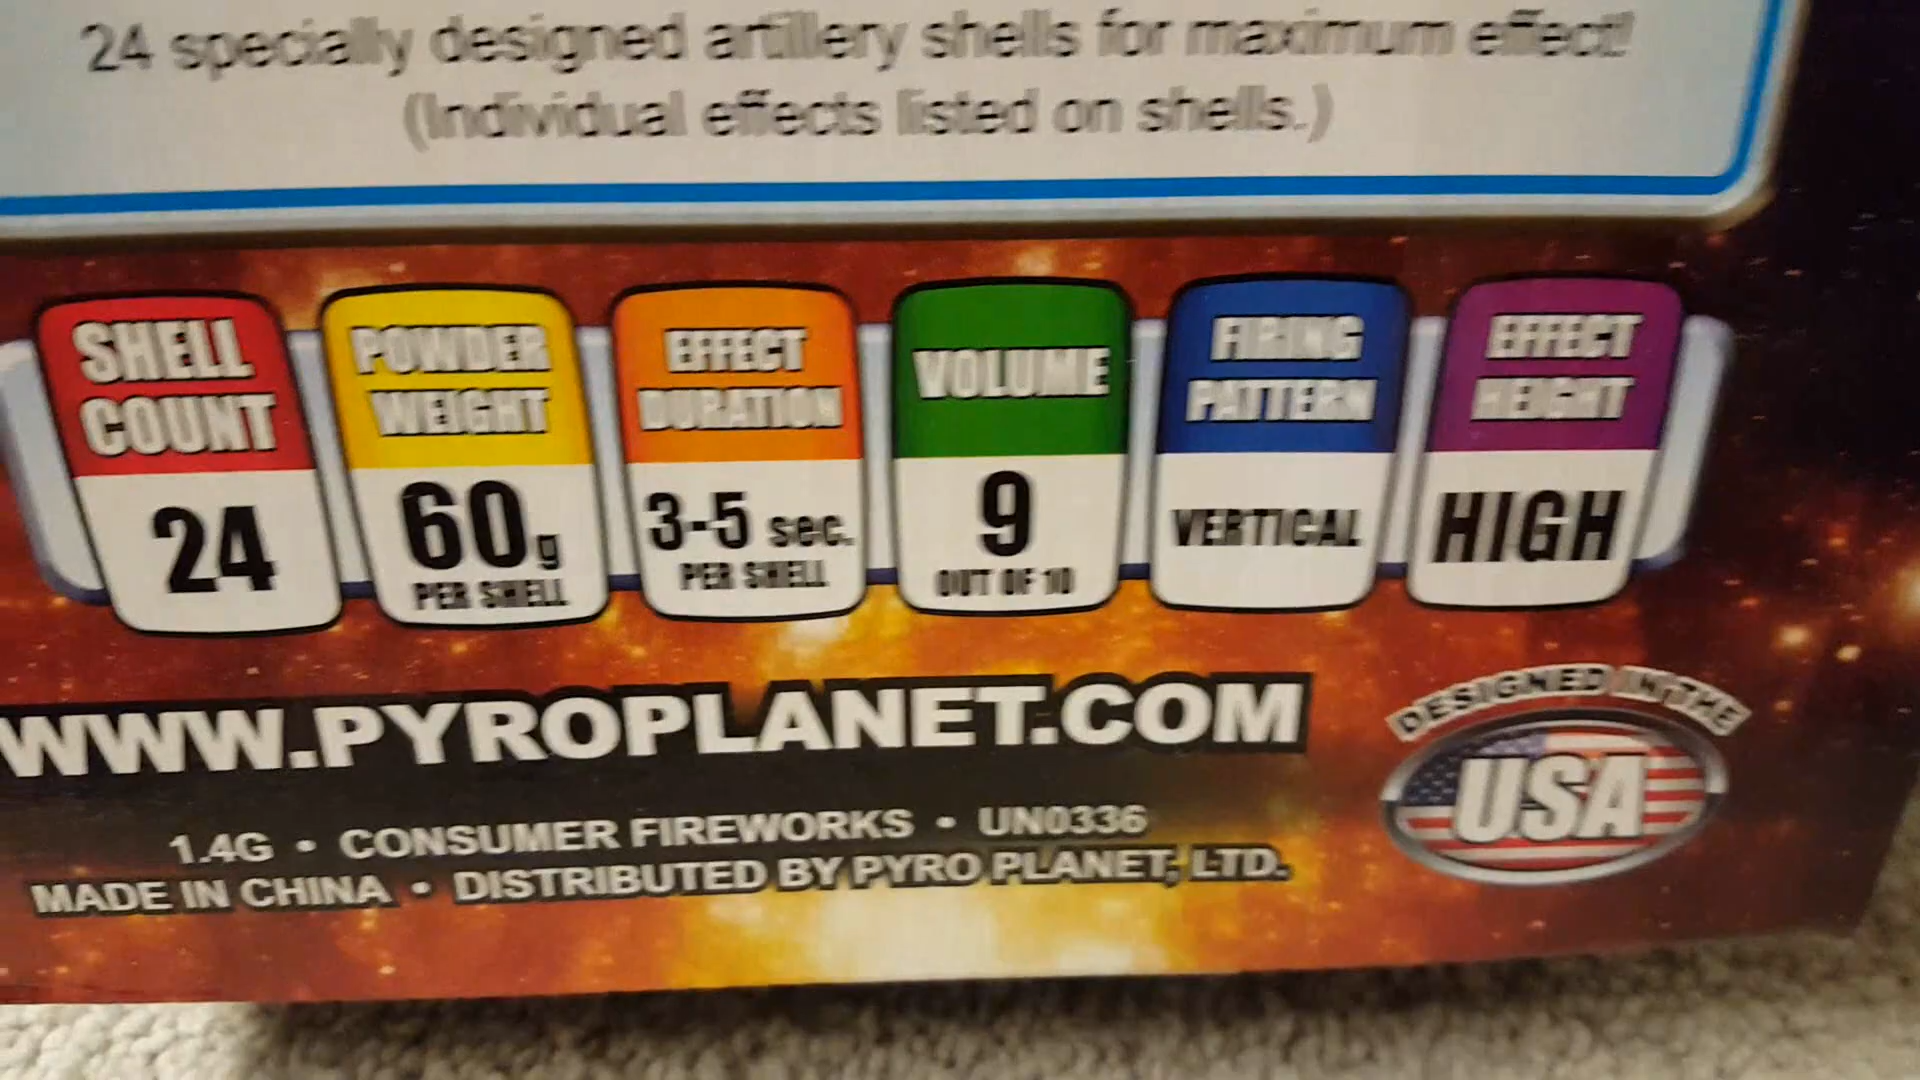 24 specially designed artillery shells for maximum effect!
(Individual effects listed on shells.)
SHELL
COUNT
24
POWDER
WEIGHT
60g
PER SHELL
EFFECT
DURATION
3-5 sec.
PER SHELL
VOLUME
9
OUT OF 10
FIRING
PATTERN
VERTICAL
EFFECT
HEIGHT
HIGH
WWW.PYROPLANET.COM
DESIGNED IN THE
USA
1.4G • CONSUMER FIREWORKS • UN0336
MADE IN CHINA • DISTRIBUTED BY PYRO PLANET, LTD.